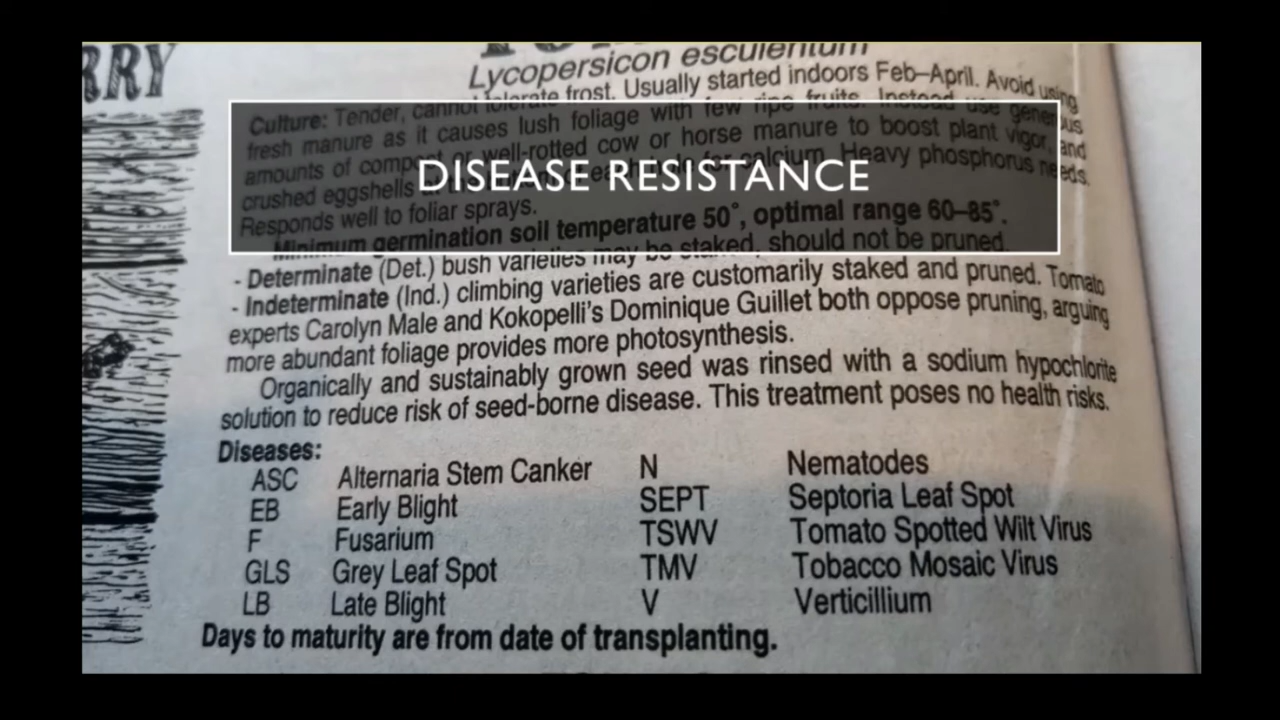 RRY
Lycopersicon esculentum
frost. Usually started indoors Feb–April. Avoid using
Culture: Tender, cannot tolerate
fresh manure as it causes lush foliage with few ripe fruits. Instead use generous
amounts of compost or well-rotted cow or horse manure to boost plant vigor, and
crushed eggshells for calcium. Heavy phosphorus needs.
DISEASE RESISTANCE
Responds well to foliar sprays.
Minimum germination soil temperature 50°, optimal range 60–85°.
- Determinate (Det.) bush varieties may be staked, should not be pruned.
- Indeterminate (Ind.) climbing varieties are customarily staked and pruned. Tomato
experts Carolyn Male and Kokopelli's Dominique Guillet both oppose pruning, arguing
more abundant foliage provides more photosynthesis.
Organically and sustainably grown seed was rinsed with a sodium hypochlorite
solution to reduce risk of seed-borne disease. This treatment poses no health risks.
Diseases:
ASC Alternaria Stem Canker N Nematodes
EB Early Blight SEPT Septoria Leaf Spot
F Fusarium TSWV Tomato Spotted Wilt Virus
GLS Grey Leaf Spot TMV Tobacco Mosaic Virus
LB Late Blight V Verticillium
Days to maturity are from date of transplanting.